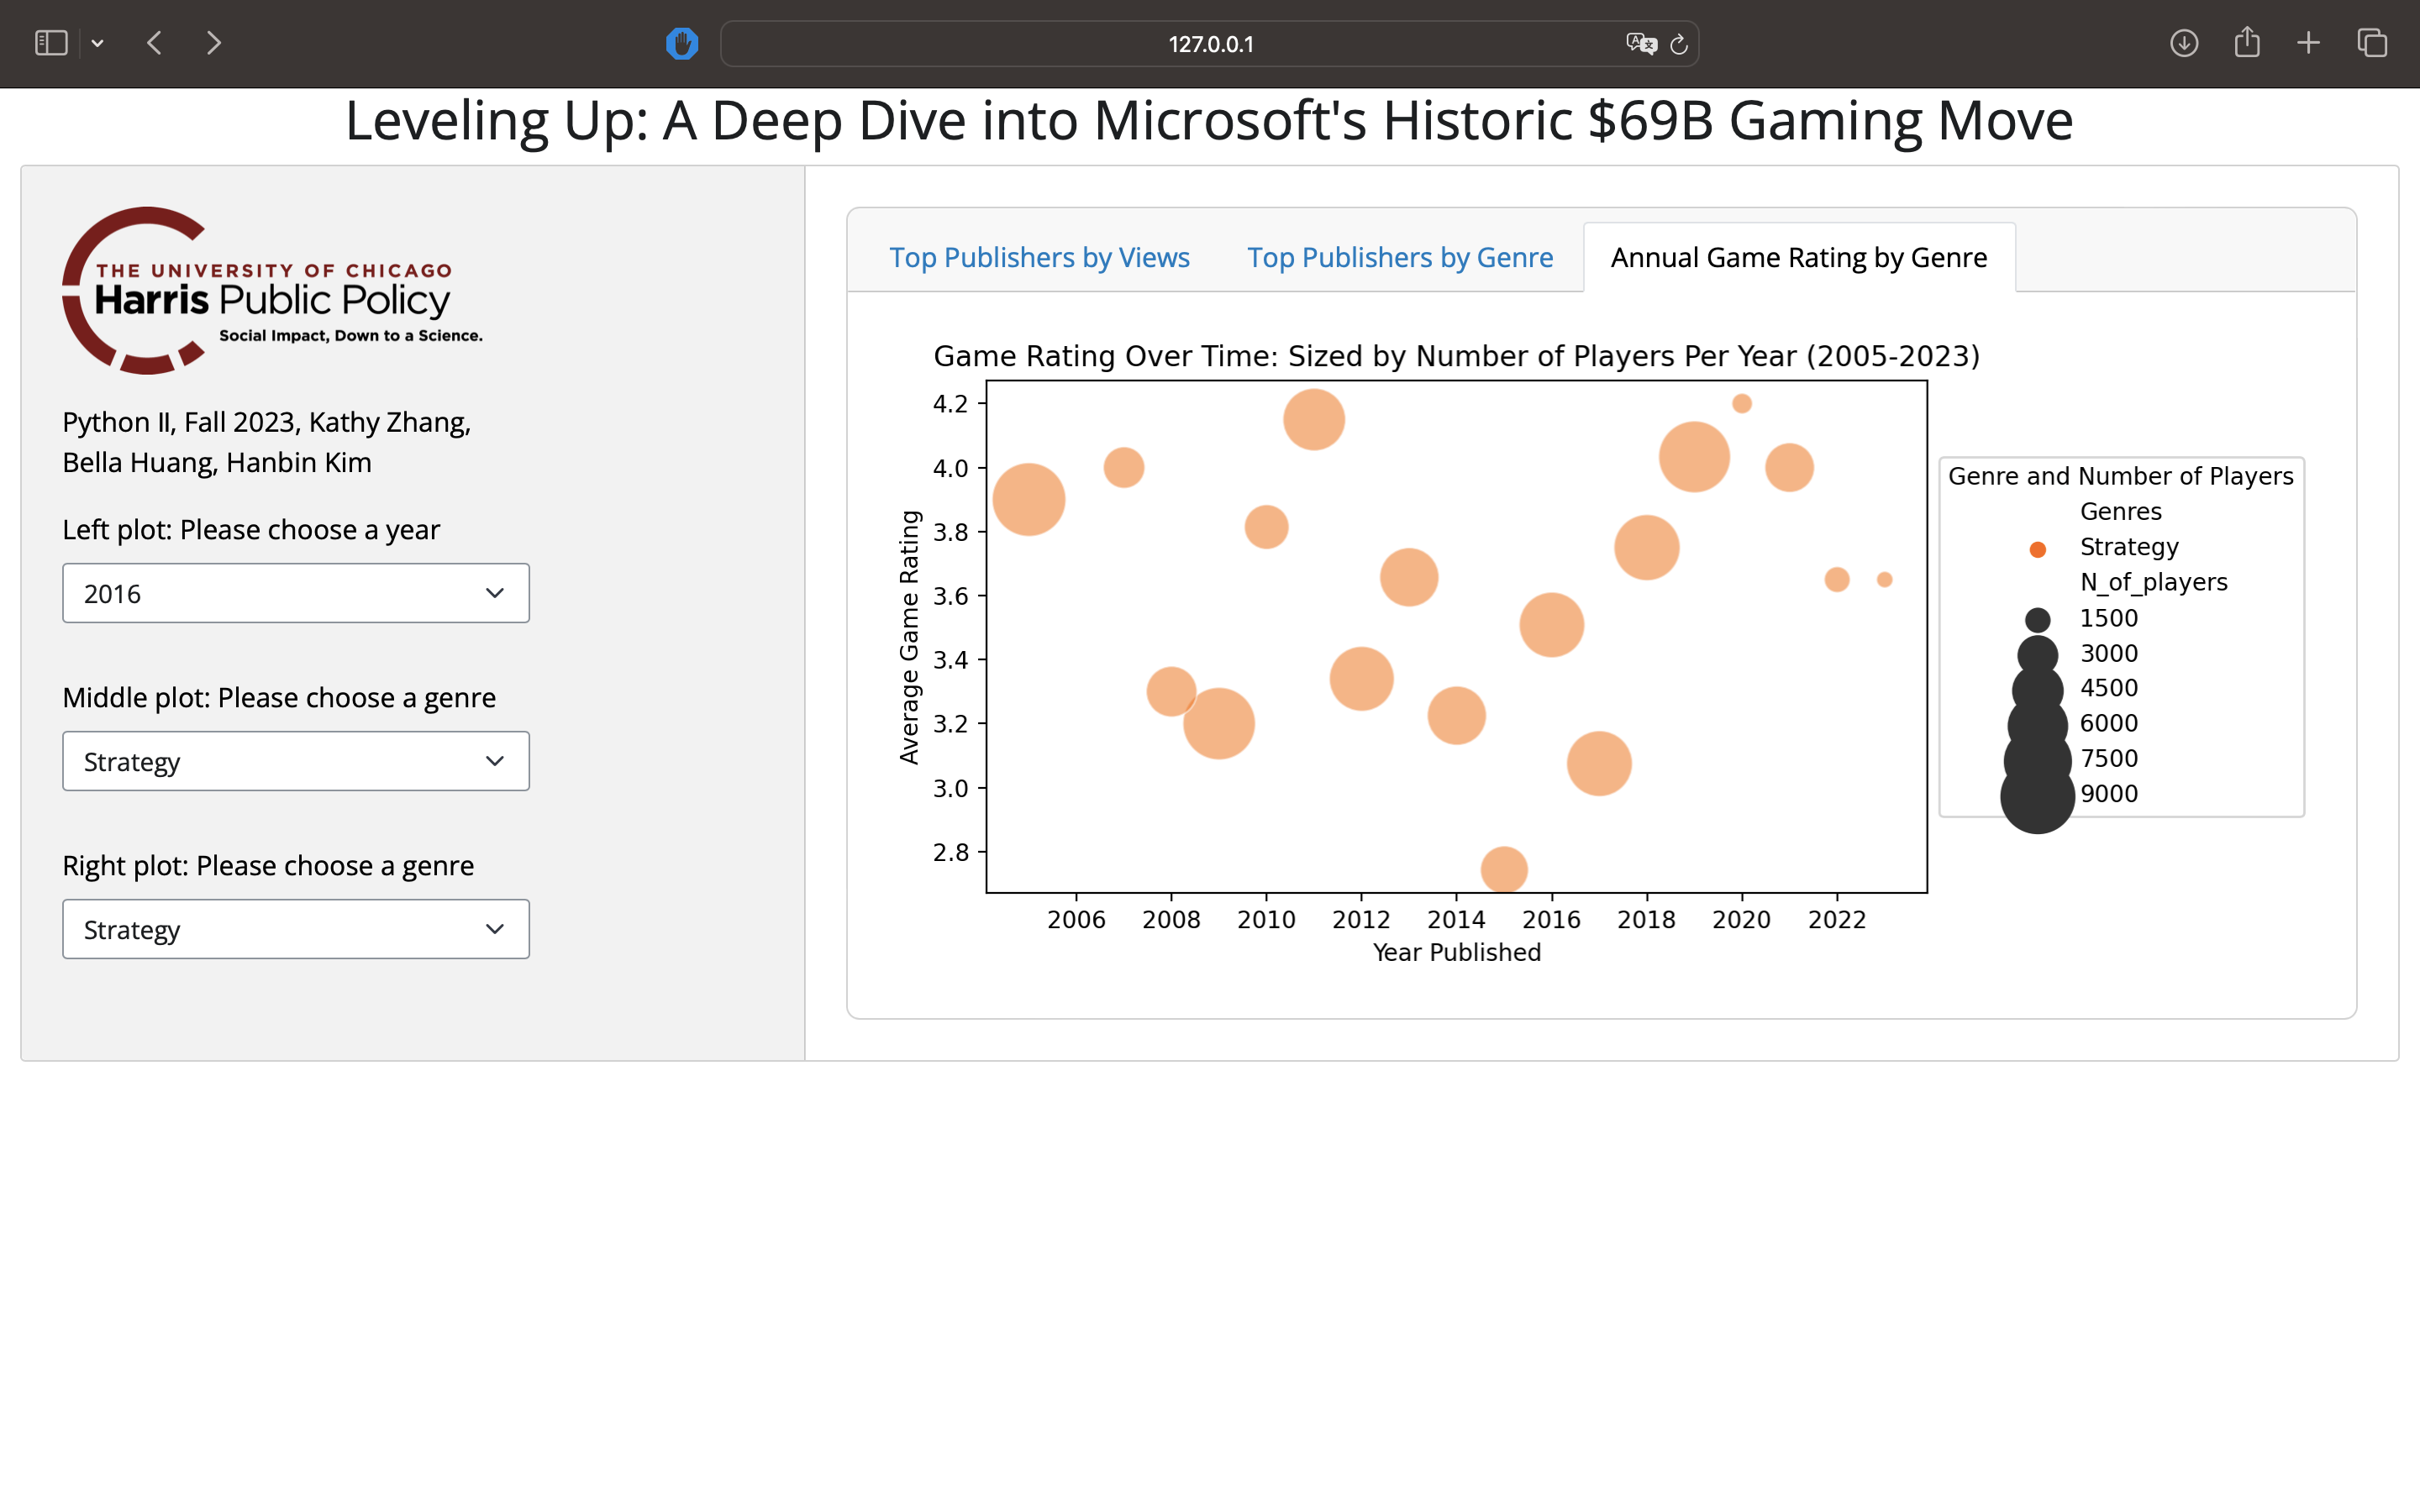 127.0.0.1
Leveling Up: A Deep Dive into Microsoft's Historic $69B Gaming Move
THE UNIVERSITY OF CHICAGO
Harris Public Policy
Social Impact, Down to a Science.
Python II, Fall 2023, Kathy Zhang,
Bella Huang, Hanbin Kim
Left plot: Please choose a year
2016
Middle plot: Please choose a genre
Strategy
Right plot: Please choose a genre
Strategy
Top Publishers by Views
Top Publishers by Genre
Annual Game Rating by Genre
Game Rating Over Time: Sized by Number of Players Per Year (2005-2023)
Average Game Rating
4.2
4.0
3.8
3.6
3.4
3.2
3.0
2.8
2006 2008 2010 2012 2014 2016 2018 2020 2022
Year Published
Genre and Number of Players
Genres
Strategy
N_of_players
1500
3000
4500
6000
7500
9000